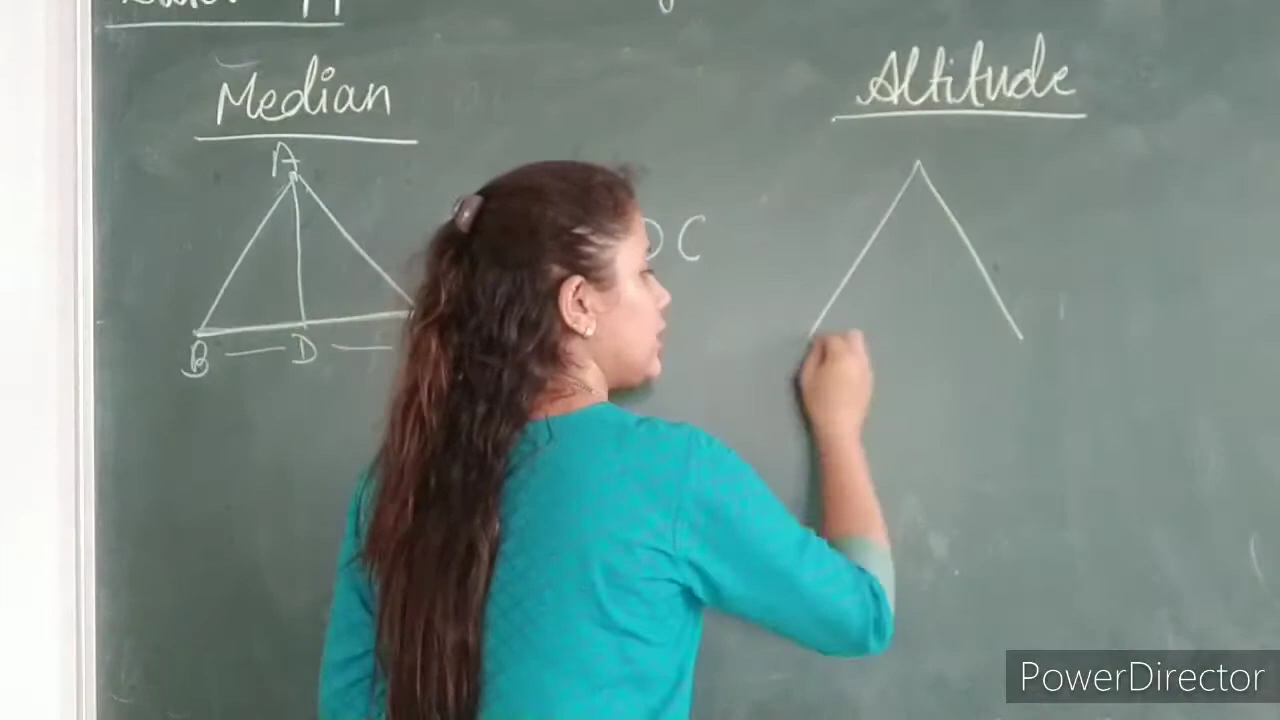 Median
Altitude
A
D C
B — D —
PowerDirector